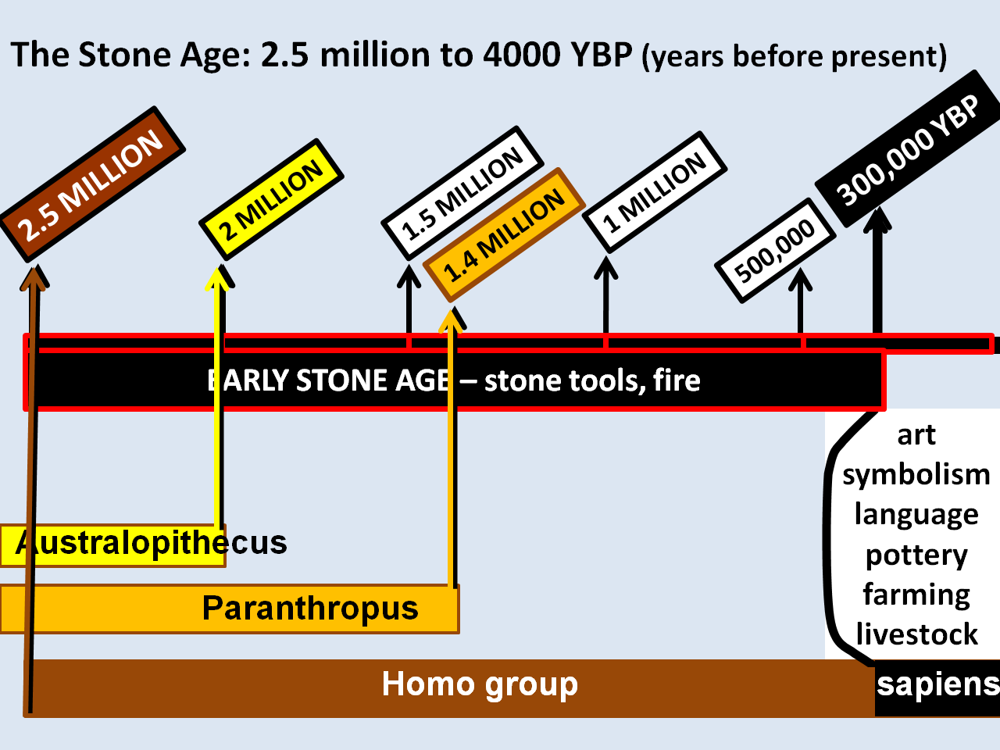 The Stone Age: 2.5 million to 4000 YBP (years before present)
2.5 MILLION
2 MILLION
1.5 MILLION
1.4 MILLION
1 MILLION
500,000
300,000 YBP
EARLY STONE AGE – stone tools, fire
art
symbolism
language
pottery
farming
livestock
Australopithecus
Paranthropus
Homo group
sapiens